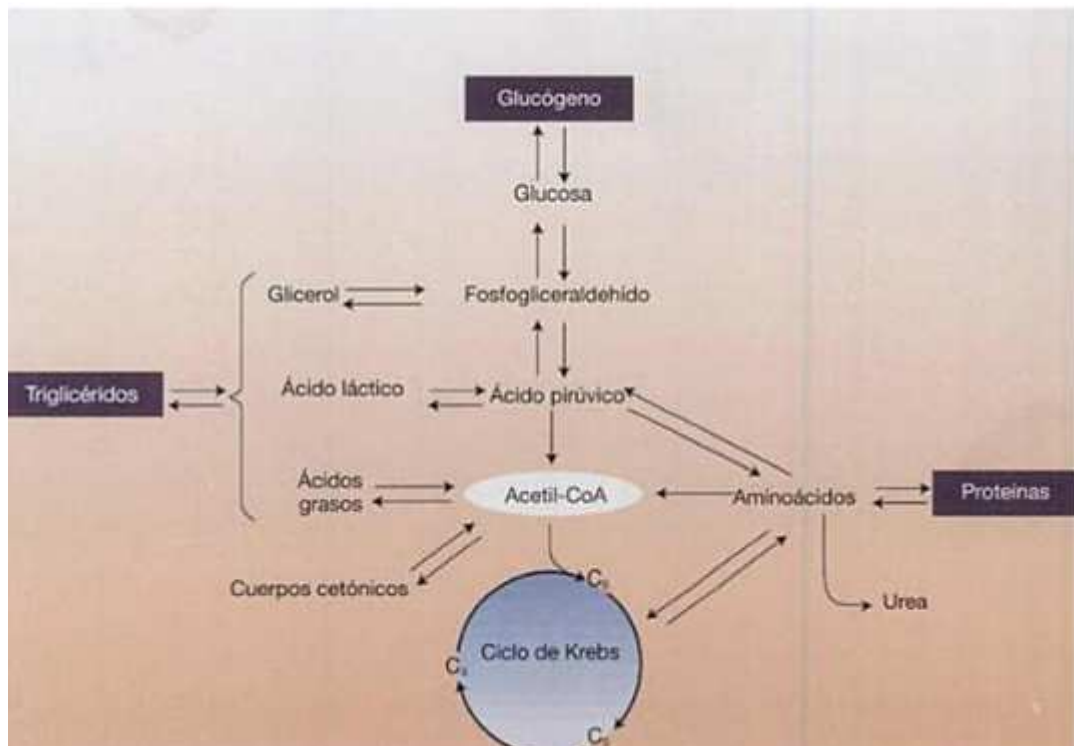 Glucógeno
Glucosa
Glicerol
Fosfogliceraldehido
Triglicéridos
Ácido láctico
Ácido pirúvico
Ácidos
grasos
Acetil-CoA
Aminoácidos
Proteínas
Cuerpos cetónicos
Urea
Ciclo de Krebs